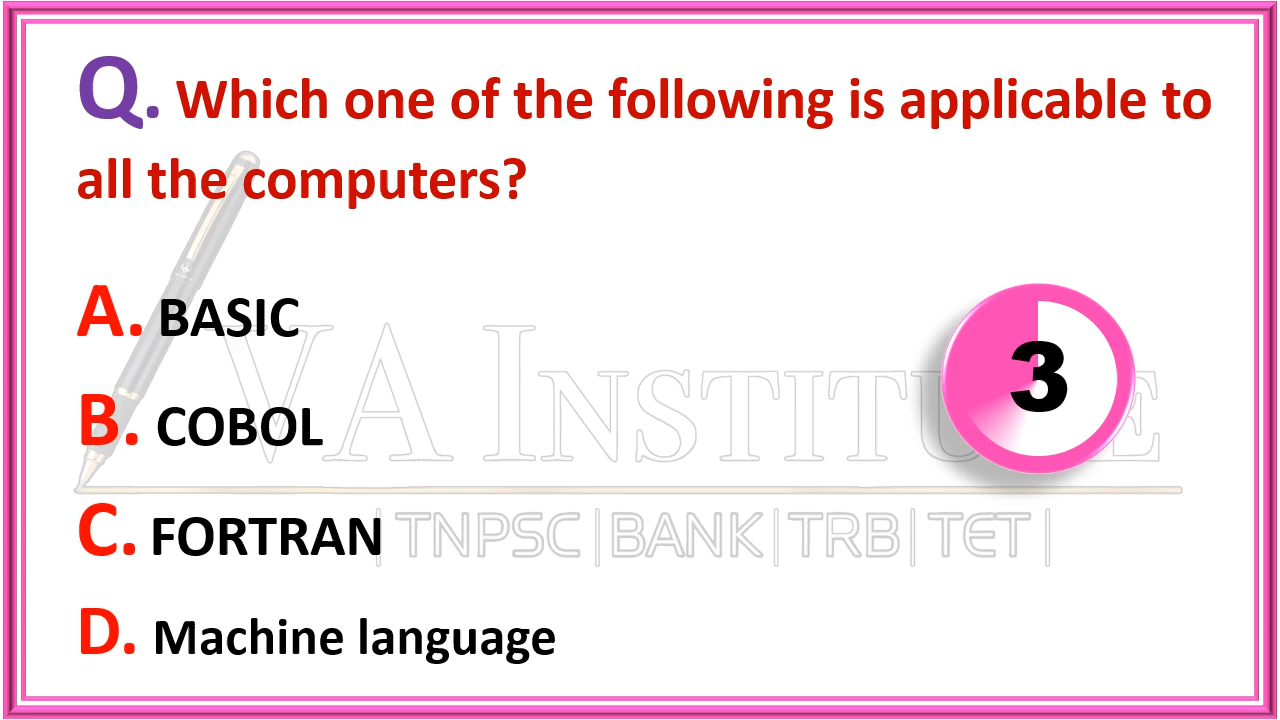 Q. Which one of the following is applicable to
all the computers?
A. BASIC
3
B. COBOL
VA INSTITUTE
C. FORTRAN
|TNPSC|BANK|TRB|TET|
D. Machine language